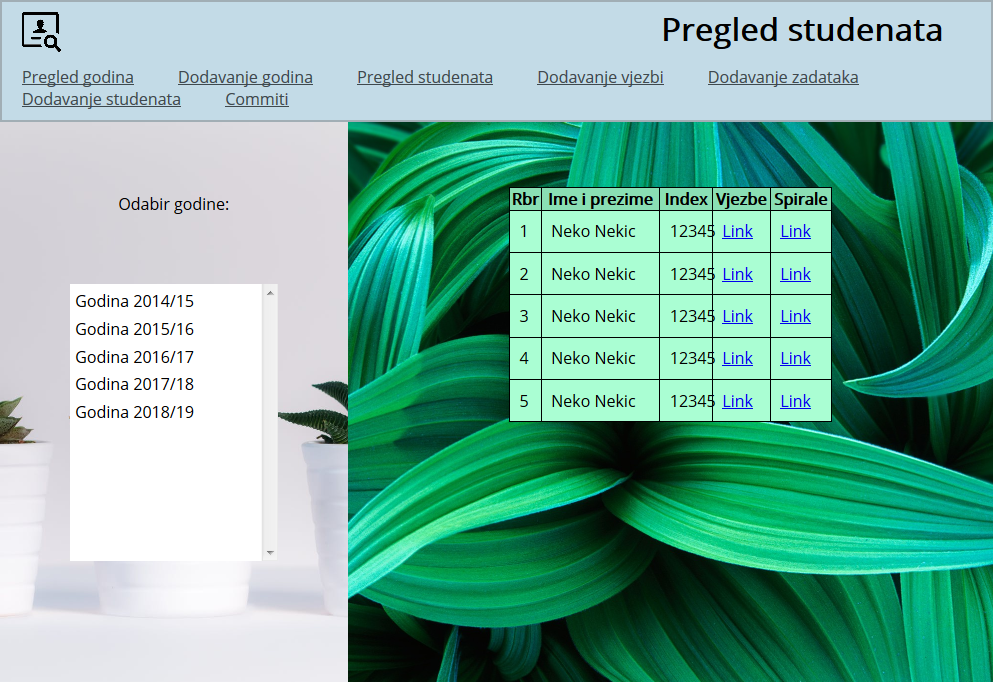 Pregled studenata
Pregled godina Dodavanje godina Pregled studenata Dodavanje vjezbi Dodavanje zadataka
Dodavanje studenata Commiti
Odabir godine:
Godina 2014/15
Godina 2015/16
Godina 2016/17
Godina 2017/18
Godina 2018/19
Rbr Ime i prezime Index Vjezbe Spirale
1 Neko Nekic 12345 Link Link
2 Neko Nekic 12345 Link Link
3 Neko Nekic 12345 Link Link
4 Neko Nekic 12345 Link Link
5 Neko Nekic 12345 Link Link